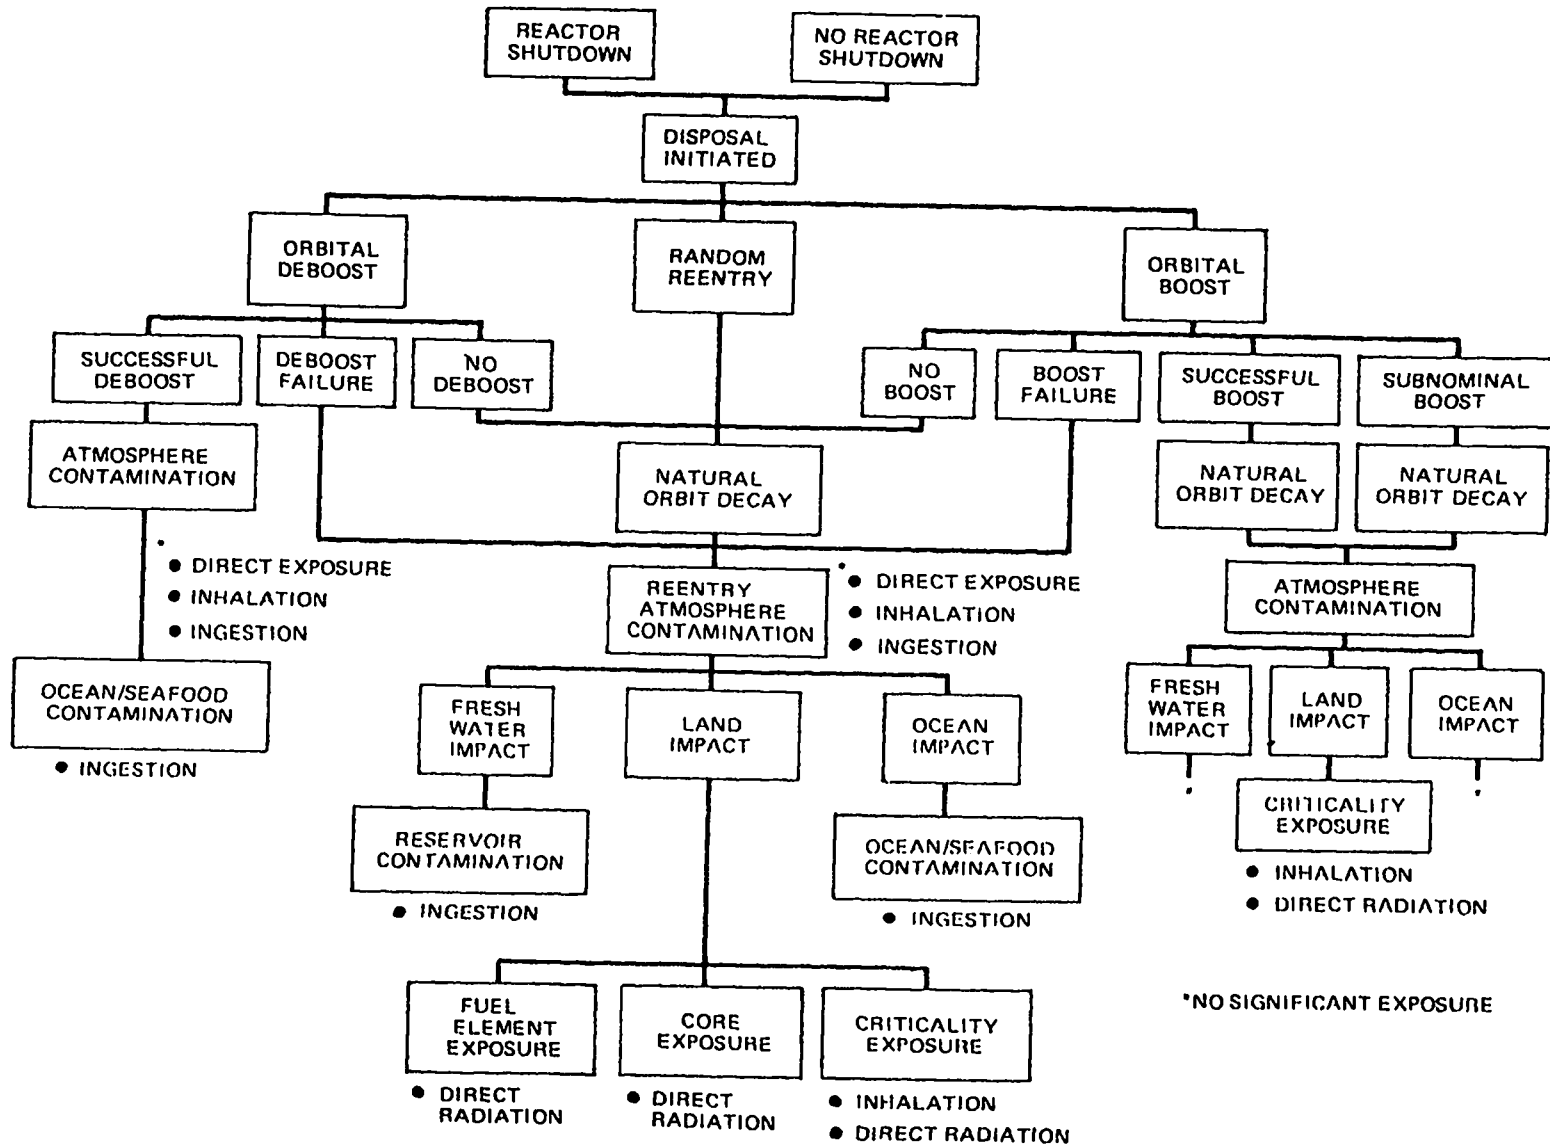 REACTOR
SHUTDOWN
NO REACTOR
SHUTDOWN
DISPOSAL
INITIATED
ORBITAL
DEBOOST
RANDOM
REENTRY
ORBITAL
BOOST
SUCCESSFUL
DEBOOST
DEBOOST
FAILURE
NO
DEBOOST
NO
BOOST
BOOST
FAILURE
SUCCESSFUL
BOOST
SUBNOMINAL
BOOST
ATMOSPHERE
CONTAMINATION
NATURAL
ORBIT DECAY
NATURAL
ORBIT DECAY
NATURAL
ORBIT DECAY
*
● DIRECT EXPOSURE
● INHALATION
● INGESTION
REENTRY
ATMOSPHERE
CONTAMINATION
*
● DIRECT EXPOSURE
● INHALATION
● INGESTION
ATMOSPHERE
CONTAMINATION
OCEAN/SEAFOOD
CONTAMINATION
● INGESTION
FRESH
WATER
IMPACT
LAND
IMPACT
OCEAN
IMPACT
FRESH
WATER
IMPACT
LAND
IMPACT
OCEAN
IMPACT
*
*
RESERVOIR
CONTAMINATION
● INGESTION
OCEAN/SEAFOOD
CONTAMINATION
● INGESTION
CRITICALITY
EXPOSURE
● INHALATION
● DIRECT RADIATION
FUEL
ELEMENT
EXPOSURE
● DIRECT
RADIATION
CORE
EXPOSURE
● DIRECT
RADIATION
CRITICALITY
EXPOSURE
● INHALATION
● DIRECT RADIATION
*NO SIGNIFICANT EXPOSURE